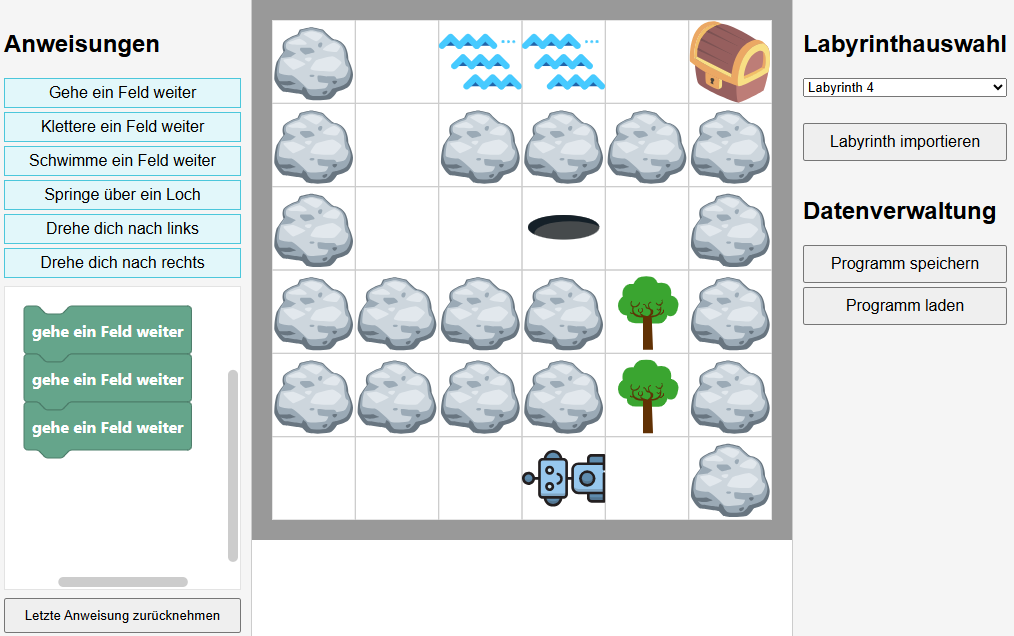 Anweisungen
Gehe ein Feld weiter
Klettere ein Feld weiter
Schwimme ein Feld weiter
Springe über ein Loch
Drehe dich nach links
Drehe dich nach rechts
gehe ein Feld weiter
gehe ein Feld weiter
gehe ein Feld weiter
Letzte Anweisung zurücknehmen
Labyrinthauswahl
Labyrinth 4
Labyrinth importieren
Datenverwaltung
Programm speichern
Programm laden